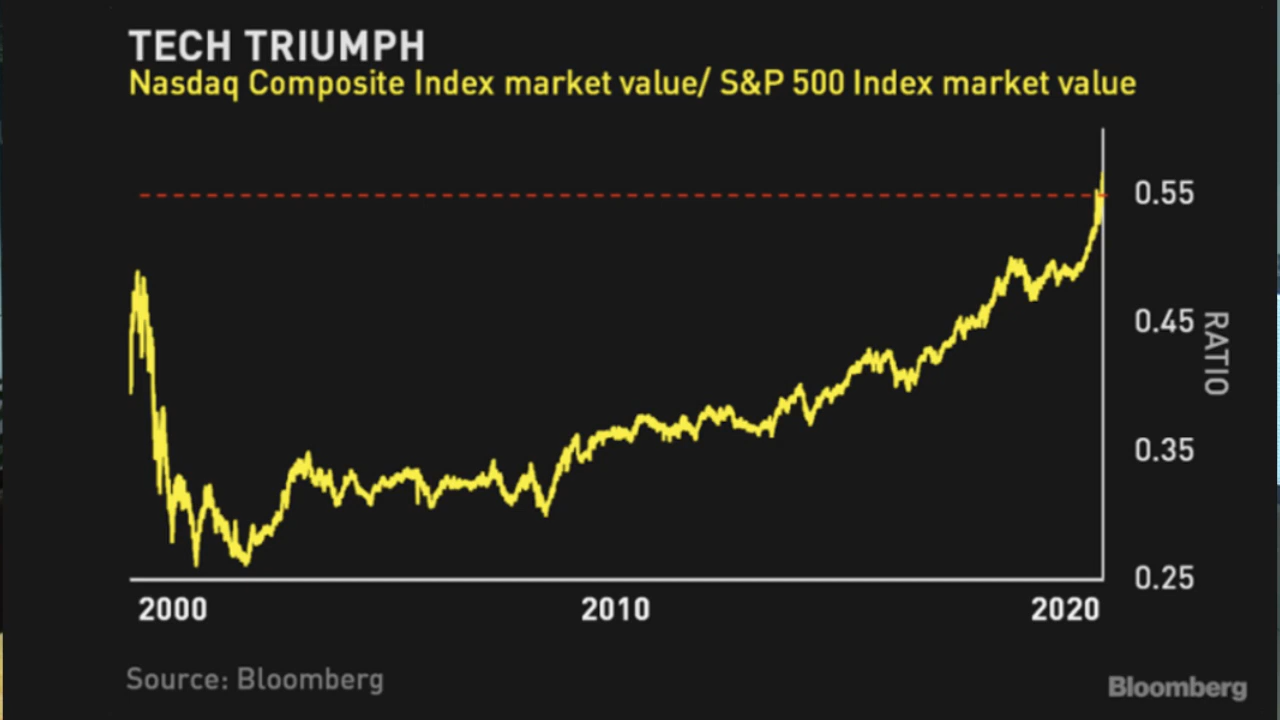 TECH TRIUMPH
Nasdaq Composite Index market value/ S&P 500 Index market value
0.55
0.45
RATIO
0.35
0.25
2000 2010 2020
Source: Bloomberg
Bloomberg